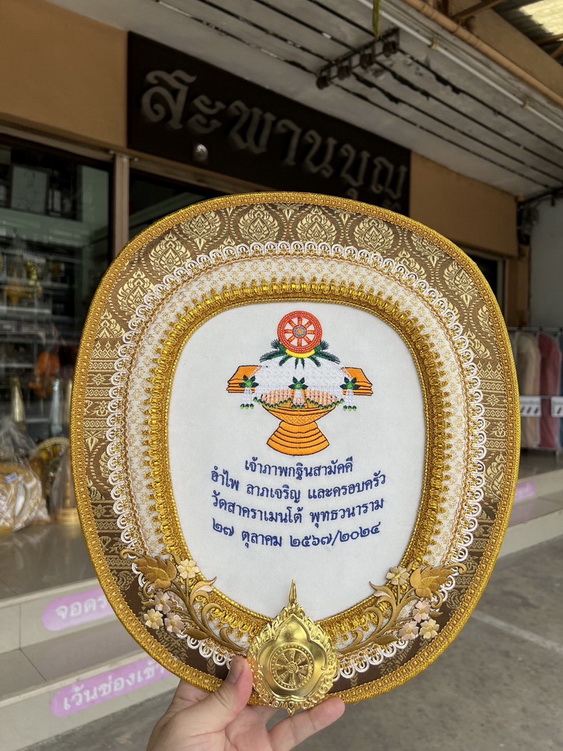 สะพานบุญ
เจ้าภาพกฐินสามัคคี
อำไพ ลาภเจริญ และครอบครัว
วัดสาคราเมนโต้ พุทธวนาราม
๒๗ ตุลาคม ๒๕๖๗/๒๐๒๔
จอดร
เว้นช่องเข้า